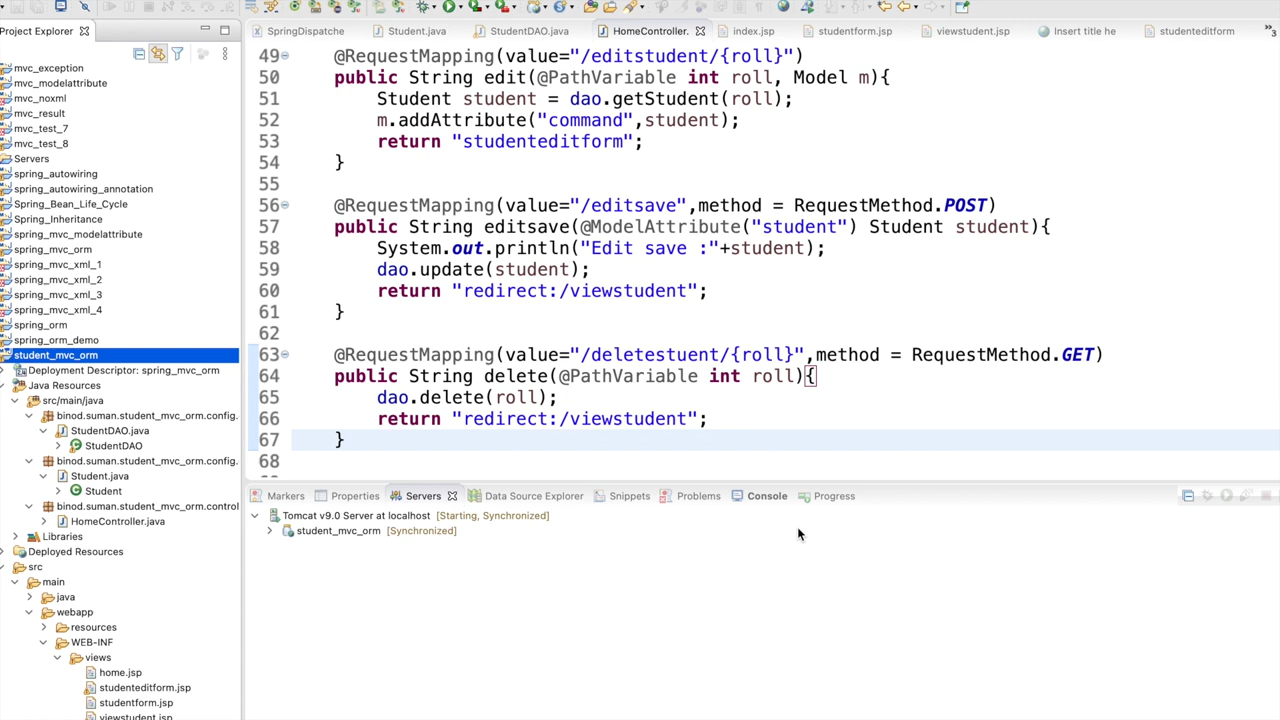 Project Explorer
SpringDispatche
Student.java
StudentDAO.java
HomeController.
index.jsp
studentform.jsp
viewstudent.jsp
Insert title he
studenteditform
mvc_exception
mvc_modelattribute
mvc_noxml
mvc_result
mvc_test_7
mvc_test_8
Servers
spring_autowiring
spring_autowiring_annotation
Spring_Bean_Life_Cycle
Spring_Inheritance
spring_mvc_modelattribute
spring_mvc_orm
spring_mvc_xml_1
spring_mvc_xml_2
spring_mvc_xml_3
spring_mvc_xml_4
spring_orm
spring_orm_demo
student_mvc_orm
Deployment Descriptor: spring_mvc_orm
Java Resources
src/main/java
binod.suman.student_mvc_orm.config.
StudentDAO.java
StudentDAO
binod.suman.student_mvc_orm.config.
Student.java
Student
binod.suman.student_mvc_orm.control
HomeController.java
Libraries
Deployed Resources
src
main
java
webapp
resources
WEB-INF
views
home.jsp
studenteditform.jsp
studentform.jsp
viewstudent.jsp
49 @RequestMapping(value="/editstudent/{roll}")
50 public String edit(@PathVariable int roll, Model m){
51 Student student = dao.getStudent(roll);
52 m.addAttribute("command",student);
53 return "studenteditform";
54 }
55
56 @RequestMapping(value="/editsave",method = RequestMethod.POST)
57 public String editsave(@ModelAttribute("student") Student student){
58 System.out.println("Edit save :"+student);
59 dao.update(student);
60 return "redirect:/viewstudent";
61 }
62
63 @RequestMapping(value="/deletestuent/{roll}",method = RequestMethod.GET)
64 public String delete(@PathVariable int roll){
65 dao.delete(roll);
66 return "redirect:/viewstudent";
67 }
68
Markers
Properties
Servers
Data Source Explorer
Snippets
Problems
Console
Progress
Tomcat v9.0 Server at localhost [Starting, Synchronized]
student_mvc_orm [Synchronized]